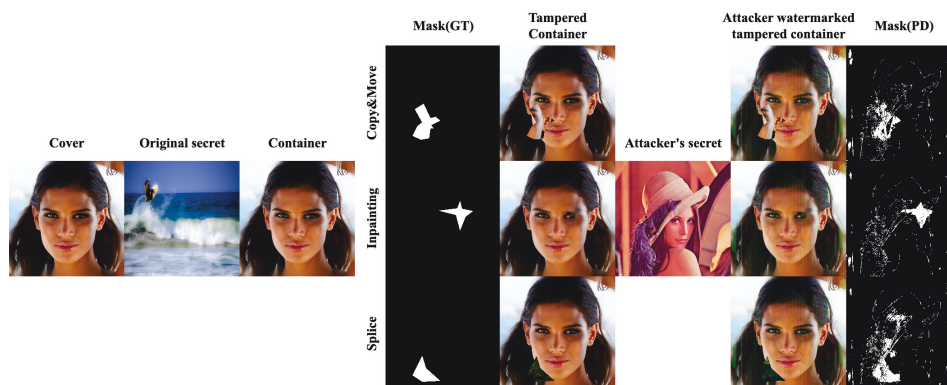 Mask(GT)
Tampered
Container
Attacker watermarked
tampered container
Mask(PD)
Copy&Move
Cover
Original secret
Container
Attacker's secret
Inpainting
Splice